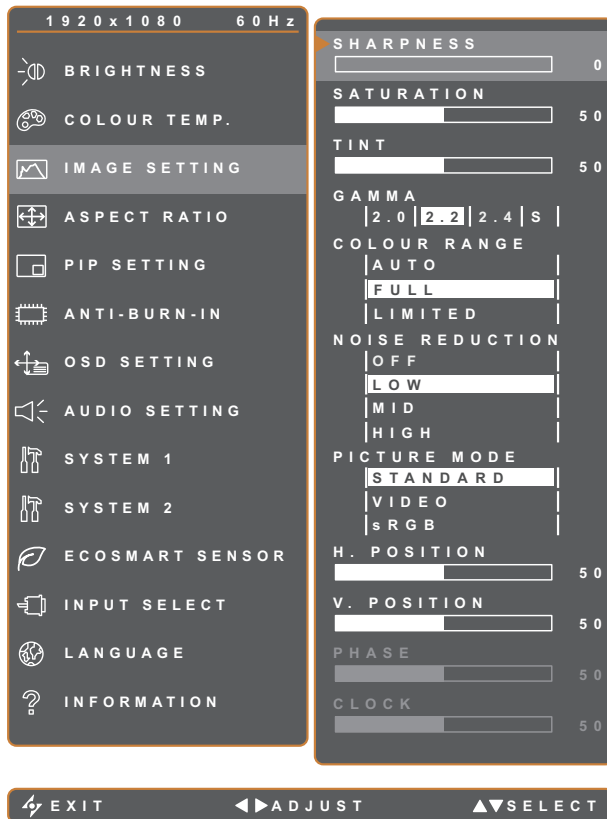 1920x1080 60Hz
BRIGHTNESS
COLOUR TEMP.
IMAGE SETTING
ASPECT RATIO
PIP SETTING
ANTI-BURN-IN
OSD SETTING
AUDIO SETTING
SYSTEM 1
SYSTEM 2
ECOSMART SENSOR
INPUT SELECT
LANGUAGE
INFORMATION
SHARPNESS
0
SATURATION
50
TINT
50
GAMMA
2.0 2.2 2.4 S
COLOUR RANGE
AUTO
FULL
LIMITED
NOISE REDUCTION
OFF
LOW
MID
HIGH
PICTURE MODE
STANDARD
VIDEO
sRGB
H. POSITION
50
V. POSITION
50
PHASE
50
CLOCK
50
EXIT ADJUST SELECT